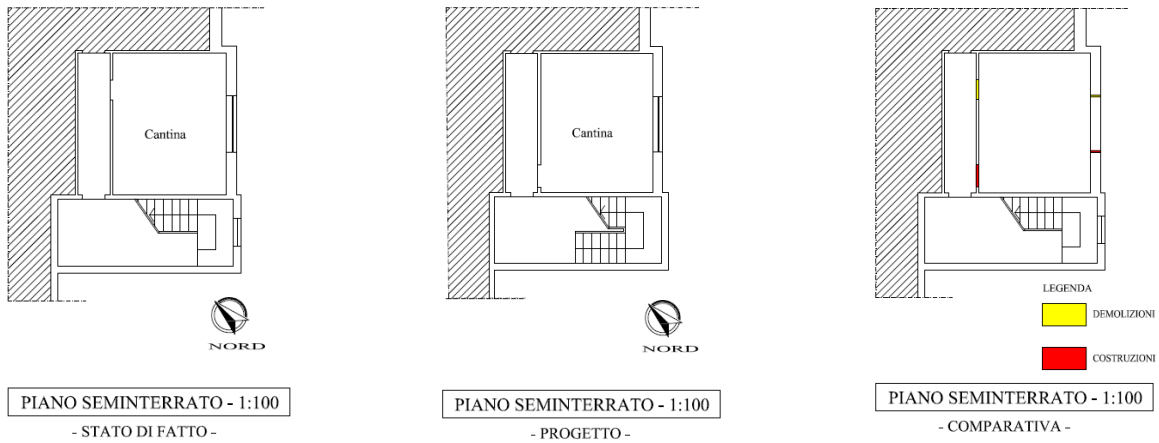 Cantina
NORD
PIANO SEMINTERRATO - 1:100
- STATO DI FATTO -
Cantina
NORD
PIANO SEMINTERRATO - 1:100
- PROGETTO -
LEGENDA
DEMOLIZIONI
COSTRUZIONI
PIANO SEMINTERRATO - 1:100
- COMPARATIVA -